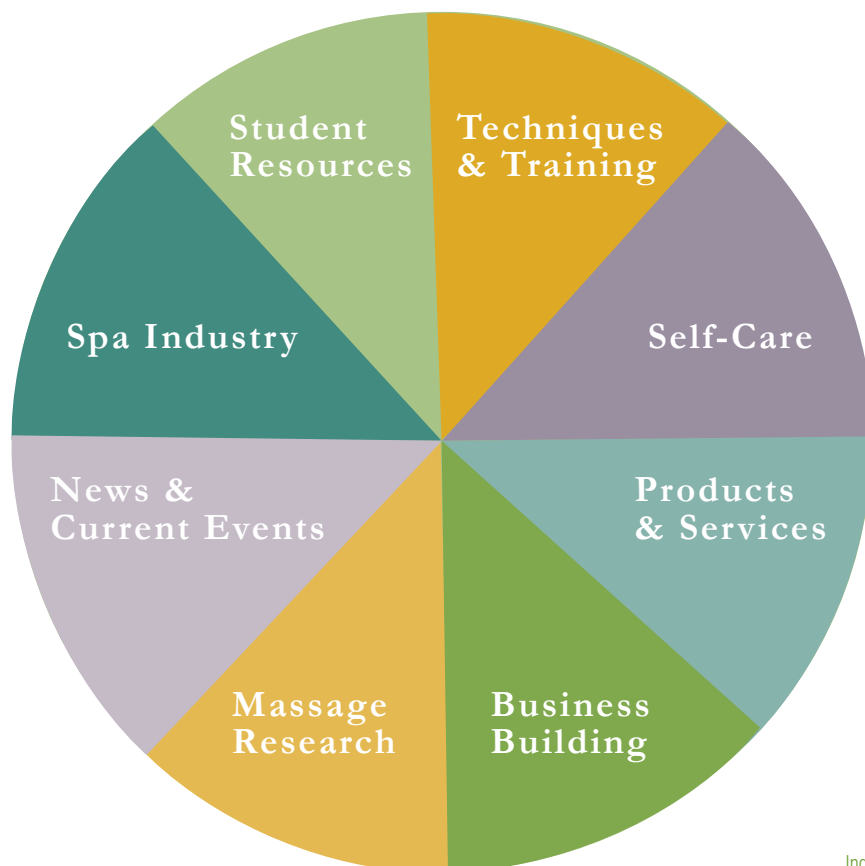 Student
Resources
Techniques
& Training
Spa Industry
Self-Care
News &
Current Events
Products
& Services
Massage
Research
Business
Building